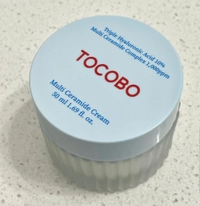 Triple Hyaluronic Acid 10%
Multi Ceramide Complex 1,000ppm
TOCOBO
Multi Ceramide Cream
50 ml 1.69 fl. oz.